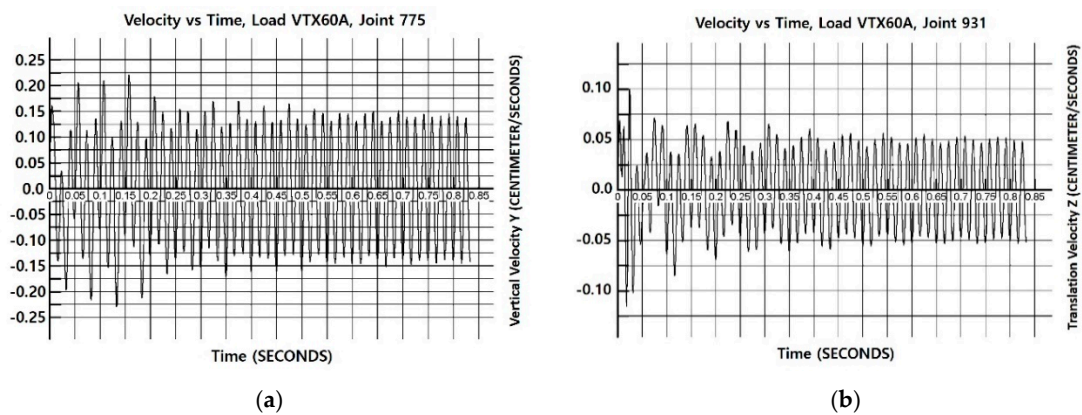 Velocity vs Time, Load VTX60A, Joint 775
0.25
0.20
0.15
0.10
0.05
0.0
-0.05
-0.10
-0.15
-0.20
-0.25
0 0.05 0.1 0.15 0.2 0.25 0.3 0.35 0.4 0.45 0.5 0.55 0.6 0.65 0.7 0.75 0.8 0.85
Vertical Velocity Y (CENTIMETER/SECONDS)
Time (SECONDS)
(a)
Velocity vs Time, Load VTX60A, Joint 931
0.10
0.05
0.0
-0.05
-0.10
0 0.05 0.1 0.15 0.2 0.25 0.3 0.35 0.4 0.45 0.5 0.55 0.6 0.65 0.7 0.75 0.8 0.85
Translation Velocity Z (CENTIMETER/SECONDS)
Time (SECONDS)
(b)